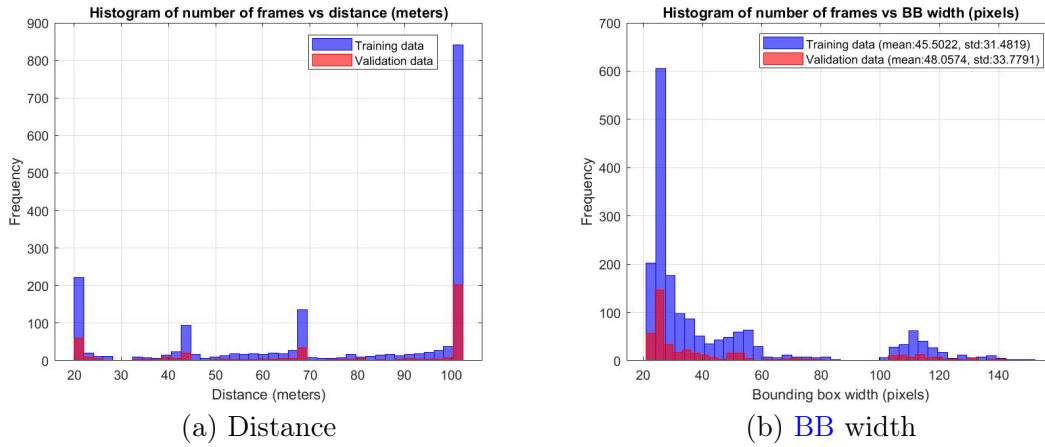 Histogram of number of frames vs distance (meters)
Training data
Validation data
Frequency
900
800
700
600
500
400
300
200
100
0
20 30 40 50 60 70 80 90 100
Distance (meters)
(a) Distance
Histogram of number of frames vs BB width (pixels)
Training data (mean:45.5022, std:31.4819)
Validation data (mean:48.0574, std:33.7791)
Frequency
700
600
500
400
300
200
100
0
20 40 60 80 100 120 140
Bounding box width (pixels)
(b) BB width